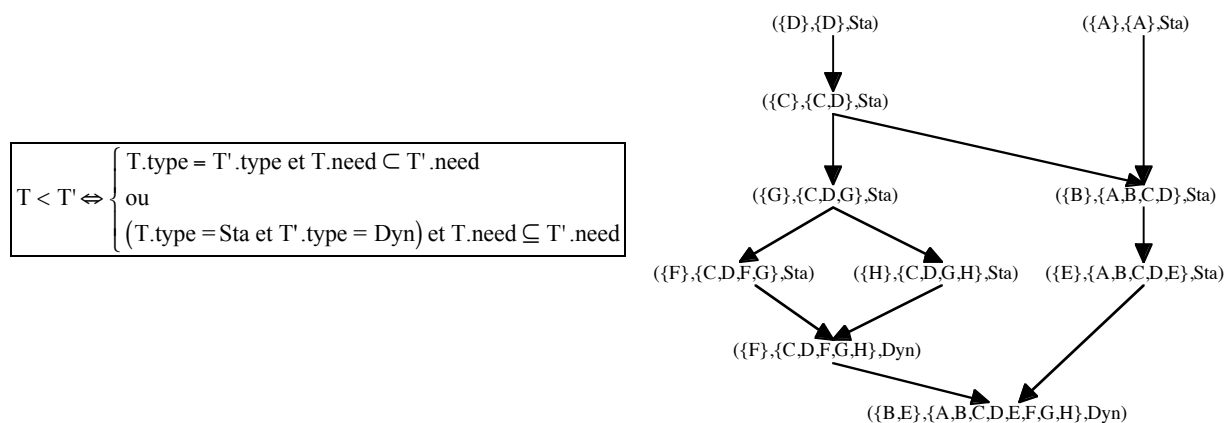 ({D},{D},Sta)
({A},{A},Sta)
({C},{C,D},Sta)
T.type = T'.type et T.need ⊂ T'.need
T < T' ⇔ { ou
(T.type = Sta et T'.type = Dyn) et T.need ⊆ T'.need
({G},{C,D,G},Sta)
({B},{A,B,C,D},Sta)
({F},{C,D,F,G},Sta)
({H},{C,D,G,H},Sta)
({E},{A,B,C,D,E},Sta)
({F},{C,D,F,G,H},Dyn)
({B,E},{A,B,C,D,E,F,G,H},Dyn)